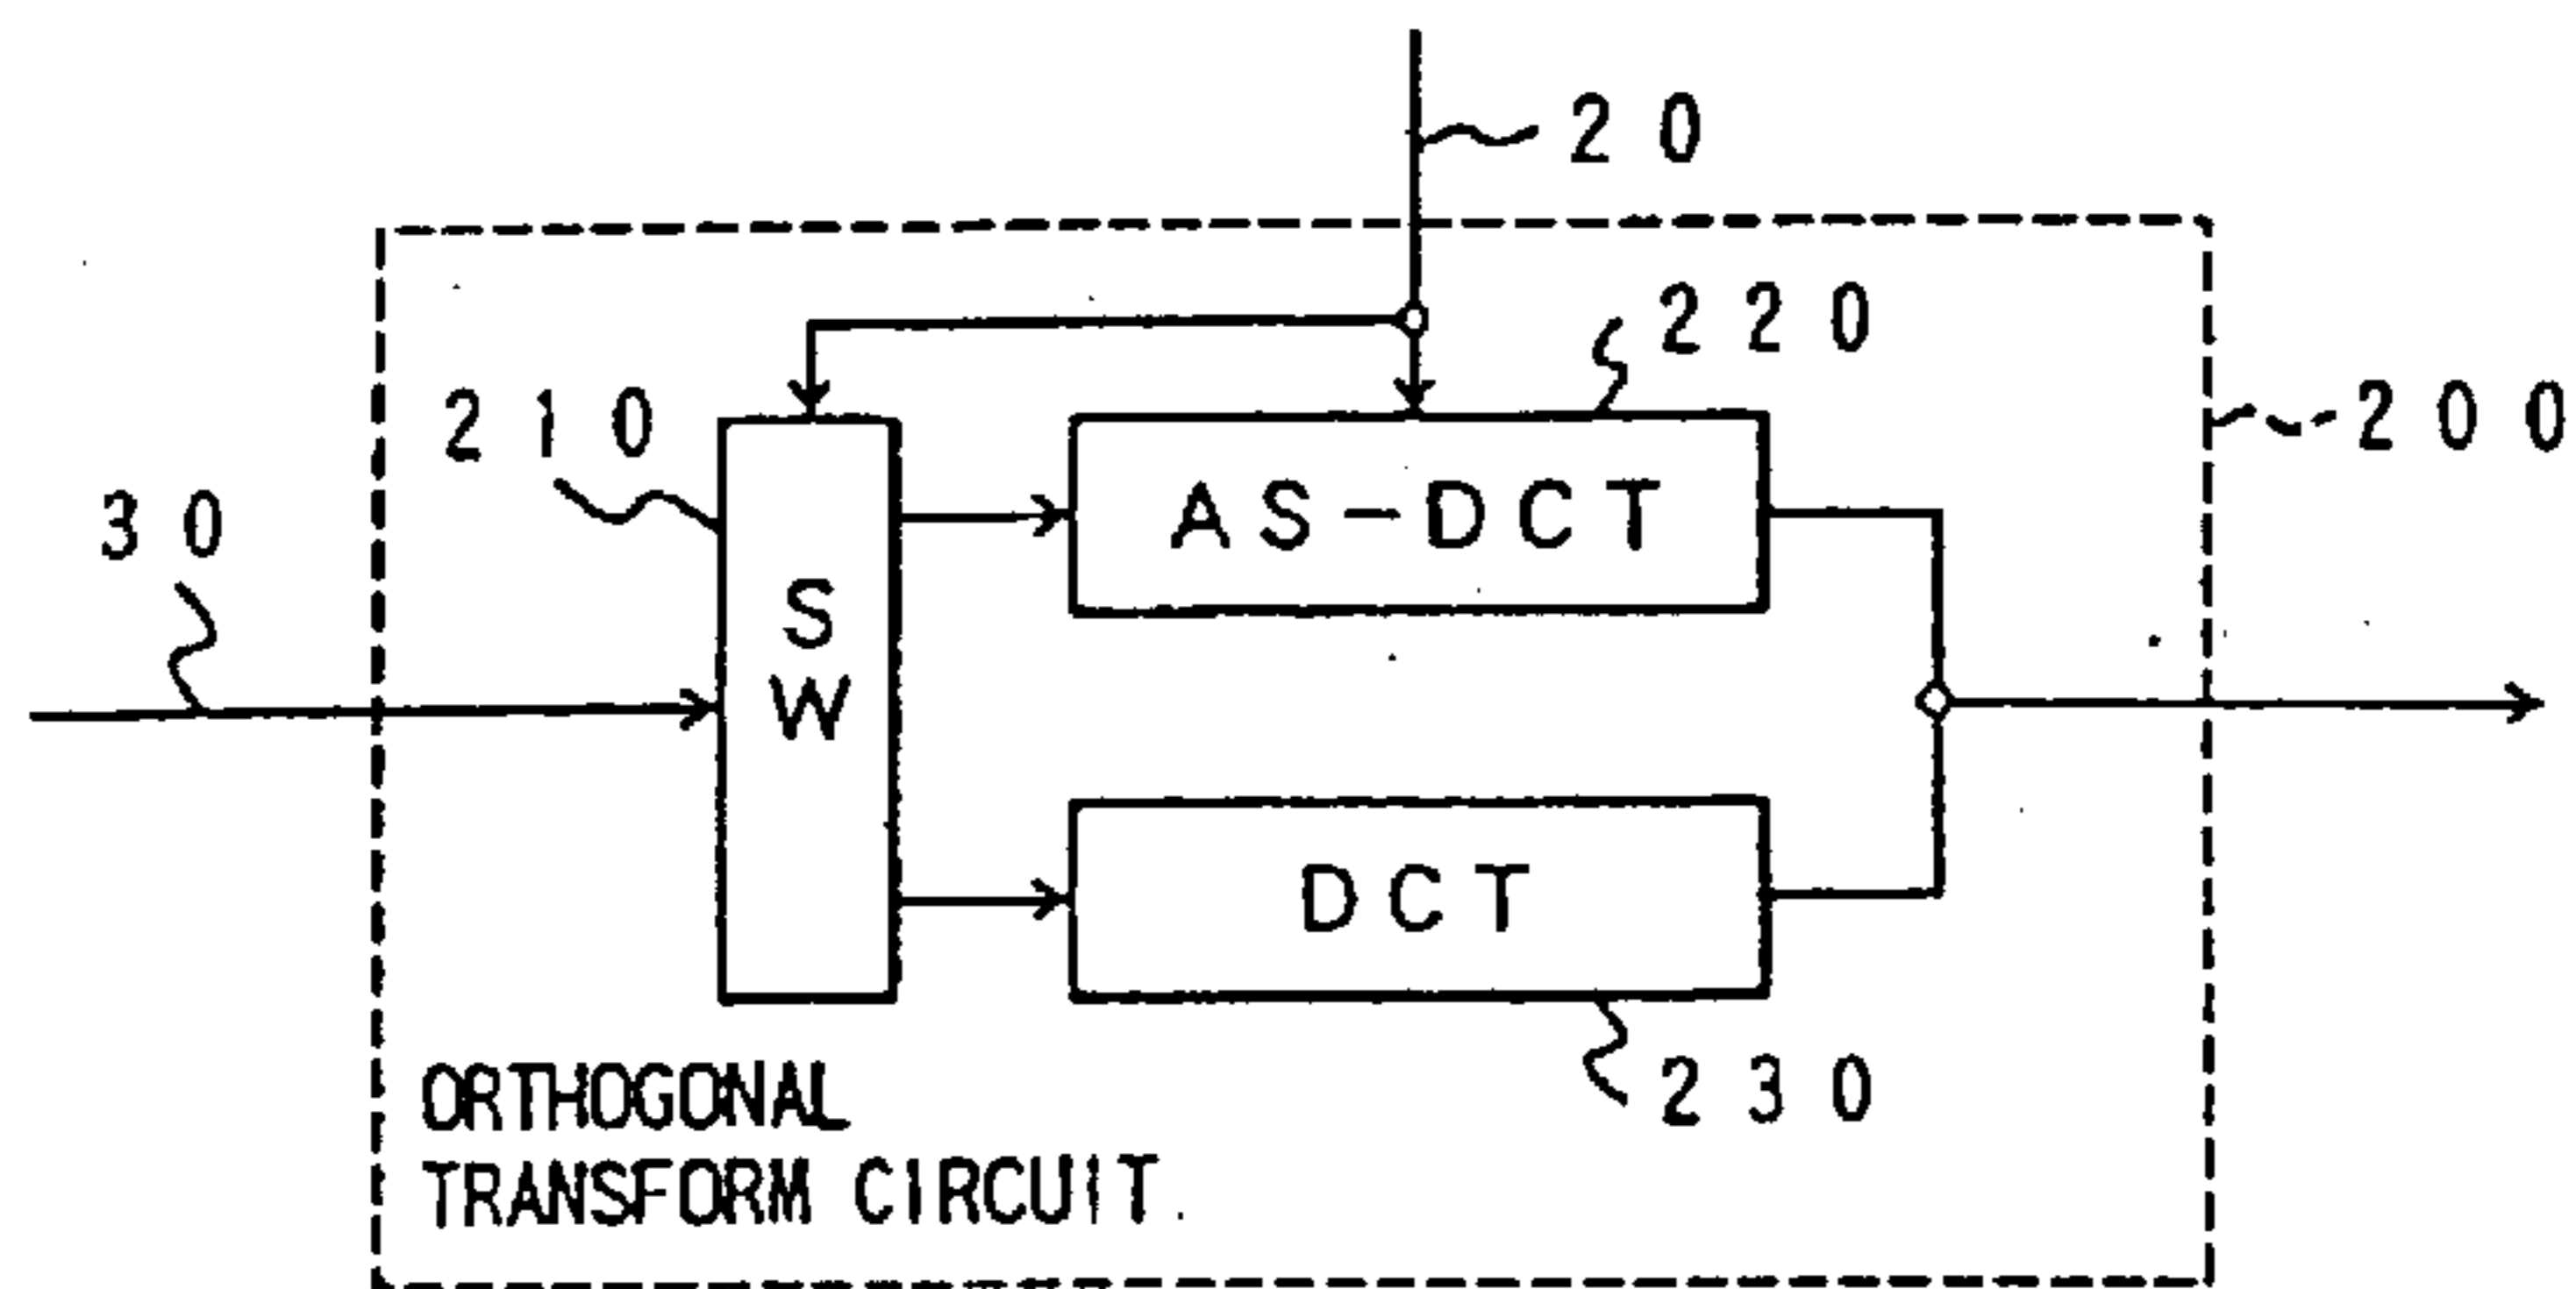 20
220
210
200
30
AS-DCT
S
W
DCT
230
ORTHOGONAL
TRANSFORM CIRCUIT